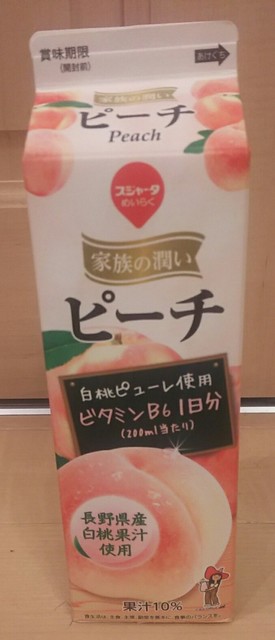 賞味期限
(開封前)
あけぐち
家族の潤い
ピーチ
Peach
スジャータ
めいらく
家族の潤い
ピーチ
白桃ピューレ使用
ビタミンB6 1日分
(200ml当たり)
長野県産
白桃果汁
使用
果汁10%